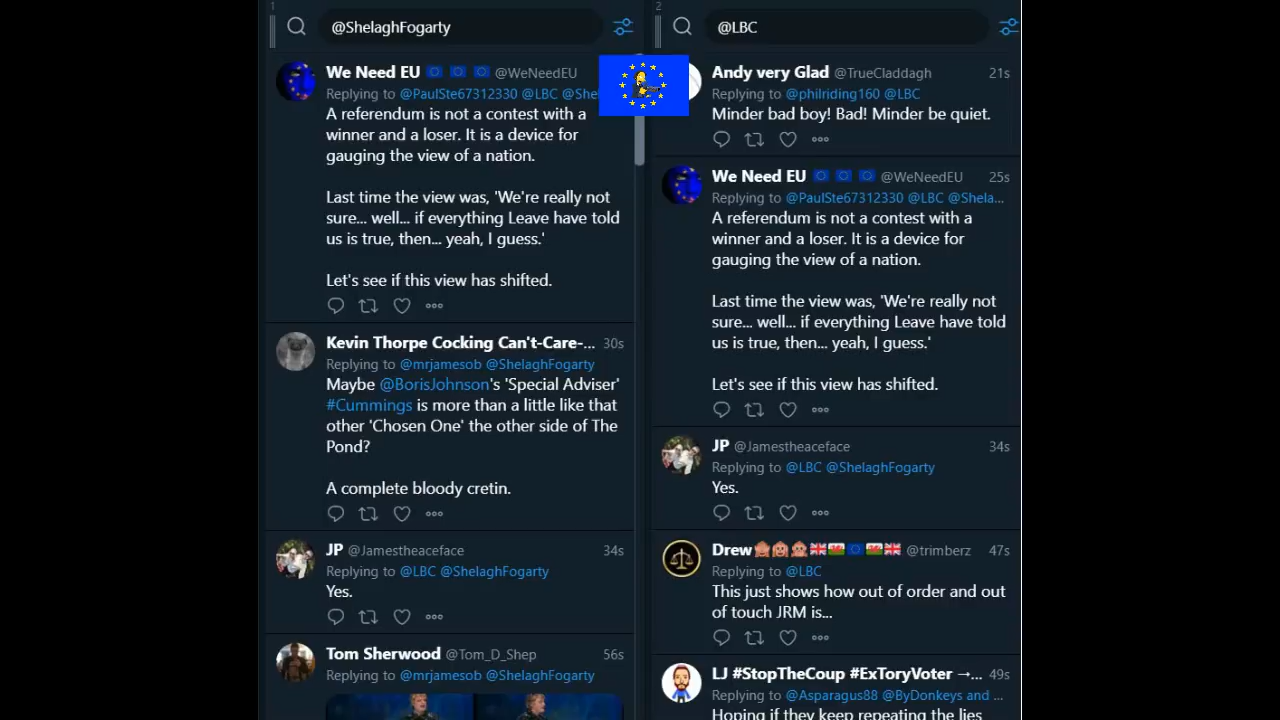 1
@ShelaghFogarty
We Need EU 🇪🇺 🇪🇺 🇪🇺 @WeNeedEU
Replying to @PaulSte67312330 @LBC @She
A referendum is not a contest with a
winner and a loser. It is a device for
gauging the view of a nation.
Last time the view was, 'We're really not
sure... well... if everything Leave have told
us is true, then... yeah, I guess.'
Let's see if this view has shifted.
Kevin Thorpe Cocking Can't-Care-... 30s
Replying to @mrjamesob @ShelaghFogarty
Maybe @BorisJohnson's 'Special Adviser'
#Cummings is more than a little like that
other 'Chosen One' the other side of The
Pond?
A complete bloody cretin.
JP @Jamestheaceface 34s
Replying to @LBC @ShelaghFogarty
Yes.
Tom Sherwood @Tom_D_Shep 56s
Replying to @mrjamesob @ShelaghFogarty
2
@LBC
Andy very Glad @TrueCladdagh 21s
Replying to @philriding160 @LBC
Minder bad boy! Bad! Minder be quiet.
We Need EU 🇪🇺 🇪🇺 🇪🇺 @WeNeedEU 25s
Replying to @PaulSte67312330 @LBC @Shela...
A referendum is not a contest with a
winner and a loser. It is a device for
gauging the view of a nation.
Last time the view was, 'We're really not
sure... well... if everything Leave have told
us is true, then... yeah, I guess.'
Let's see if this view has shifted.
JP @Jamestheaceface 34s
Replying to @LBC @ShelaghFogarty
Yes.
Drew🙈🙉🙊🇬🇧🏴󠁧󠁢󠁷󠁬󠁳󠁿🇪🇺🏴󠁧󠁢󠁷󠁬󠁳󠁿🇬🇧 @trimberz 47s
Replying to @LBC
This just shows how out of order and out
of touch JRM is...
LJ #StopTheCoup #ExToryVoter →... 49s
Replying to @Asparagus88 @ByDonkeys and ...
Hoping if they keep repeating the lies